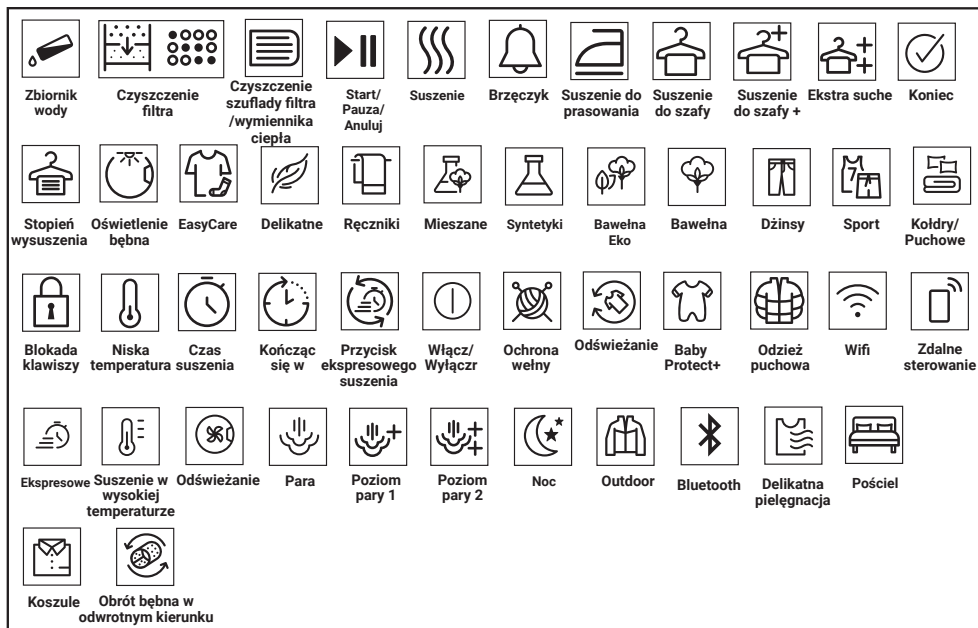 Zbiornik
wody
Czyszczenie
filtra
Czyszczenie
szuflady filtra
/wymiennika
ciepła
Start/
Pauza/
Anuluj
Suszenie
Brzęczyk
Suszenie do
prasowania
Suszenie
do szafy
Suszenie
do szafy +
Ekstra suche
Koniec
Stopień
wysuszenia
Oświetlenie
bębna
EasyCare
Delikatne
Ręczniki
Mieszane
Syntetyki
Bawełna
Eko
Bawełna
Dżinsy
Sport
Kołdry/
Puchowe
Blokada
klawiszy
Niska
temperatura
Czas
suszenia
Kończąc
się w
Przycisk
ekspresowego
suszenia
Włącz/
Wyłączr
Ochrona
wełny
Odświeżanie
Baby
Protect+
Odzież
puchowa
Wifi
Zdalne
sterowanie
Ekspresowe
Suszenie w
wysokiej
temperaturze
Odświeżanie
Para
Poziom
pary 1
Poziom
pary 2
Noc
Outdoor
Bluetooth
Delikatna
pielęgnacja
Pościel
Koszule
Obrót bębna w
odwrotnym kierunku